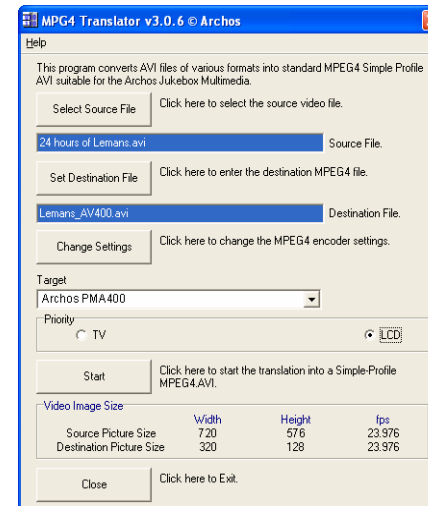 MPG4 Translator v3.0.6 © Archos
Help
This program converts AVI files of various formats into standard MPEG4 Simple Profile
AVI suitable for the Archos Jukebox Multimedia.
Select Source File
Click here to select the source video file.
24 hours of Lemans.avi
Source File.
Set Destination File
Click here to enter the destination MPEG4 file.
Lemans_AV400.avi
Destination File.
Change Settings
Click here to change the MPEG4 encoder settings.
Target
Archos PMA400
Priority
TV
LCD
Start
Click here to start the translation into a Simple-Profile
MPEG4.AVI.
Video Image Size
Width Height fps
Source Picture Size 720 576 23.976
Destination Picture Size 320 128 23.976
Close
Click here to Exit.